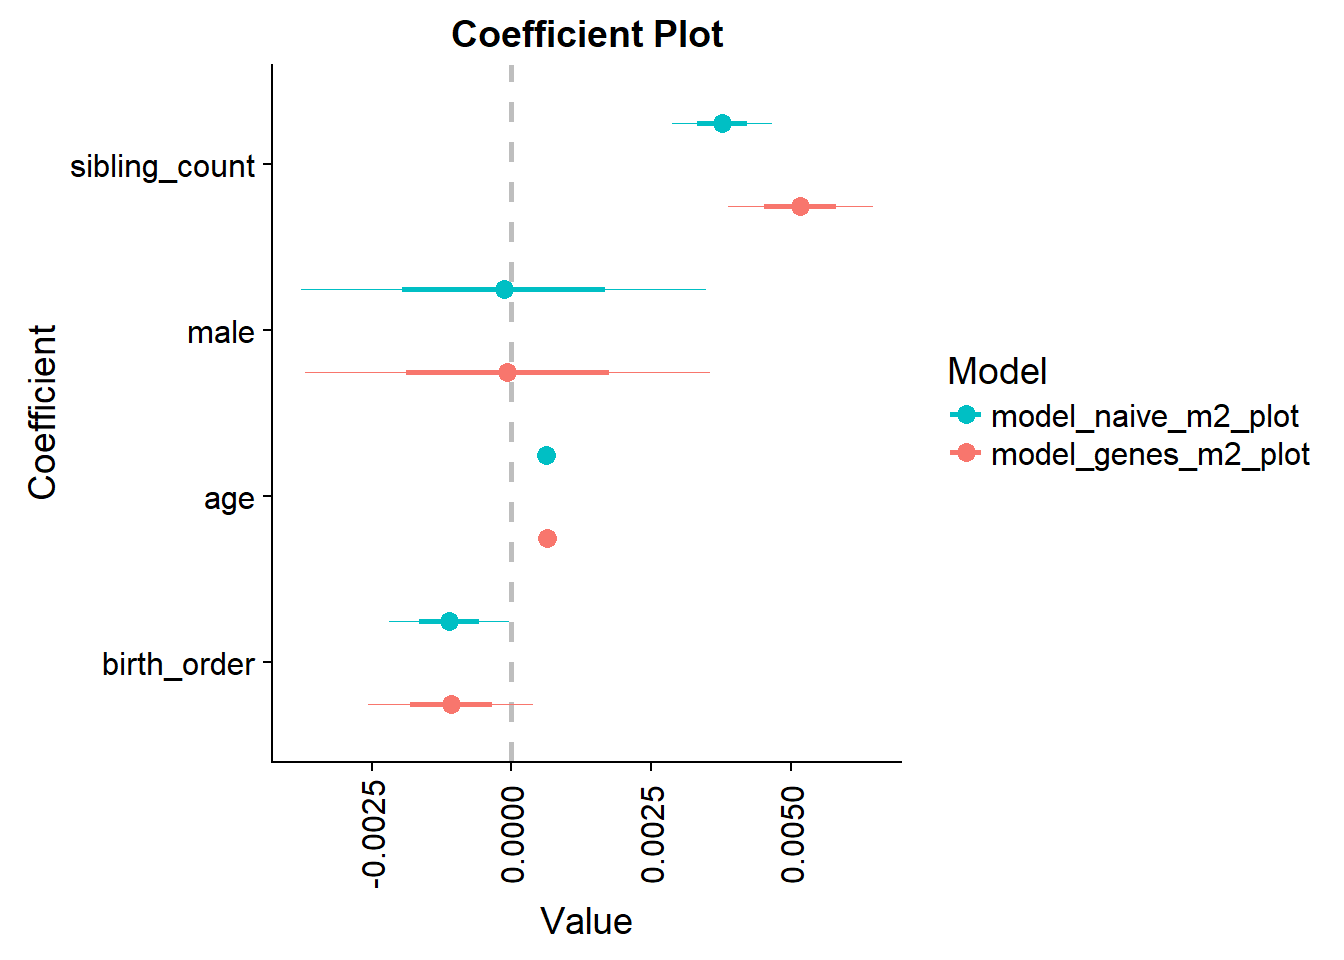 Coefficient Plot
Coefficient
sibling_count
male
age
birth_order
-0.0025
0.0000
0.0025
0.0050
Value
Model
model_naive_m2_plot
model_genes_m2_plot